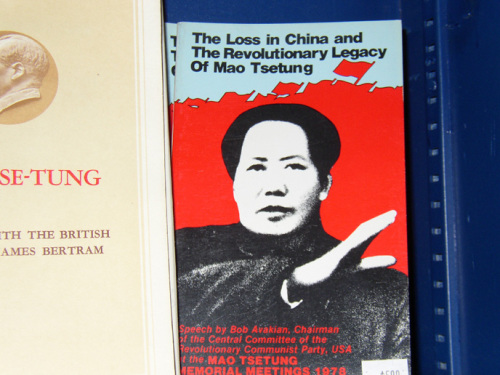 SE-TUNG
TH THE BRITISH
AMES BERTRAM
The Loss in China and
The Revolutionary Legacy
Of Mao Tsetung
Speech by Bob Avakian, Chairman
of the Central Committee of the
Revolutionary Communist Party, USA
at the MAO TSETUNG
MEMORIAL MEETINGS 1978